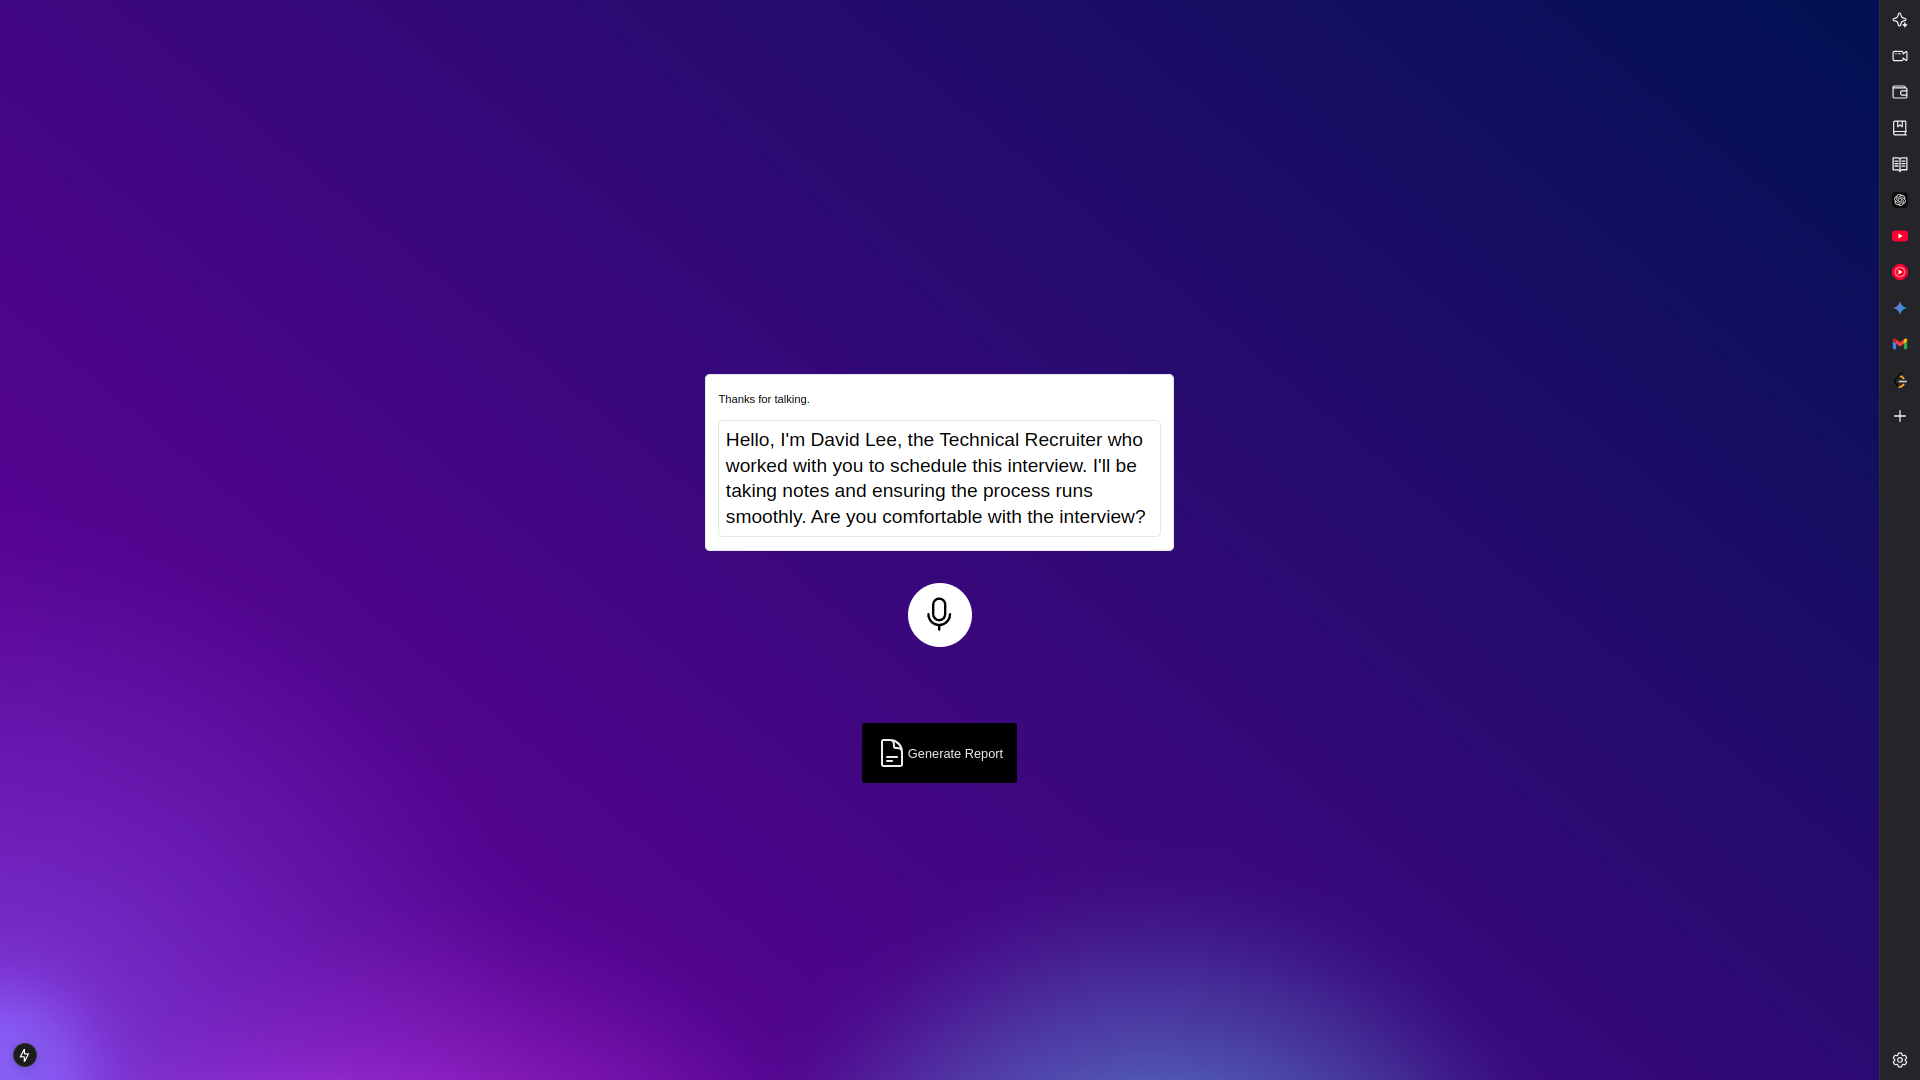 Thanks for talking.
Hello, I'm David Lee, the Technical Recruiter who
worked with you to schedule this interview. I'll be
taking notes and ensuring the process runs
smoothly. Are you comfortable with the interview?
Generate Report